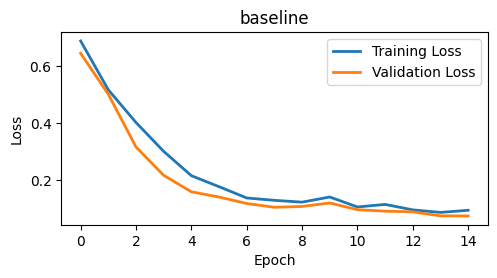 baseline
Training Loss
Validation Loss
0.6
0.4
0.2
Loss
0 2 4 6 8 10 12 14
Epoch